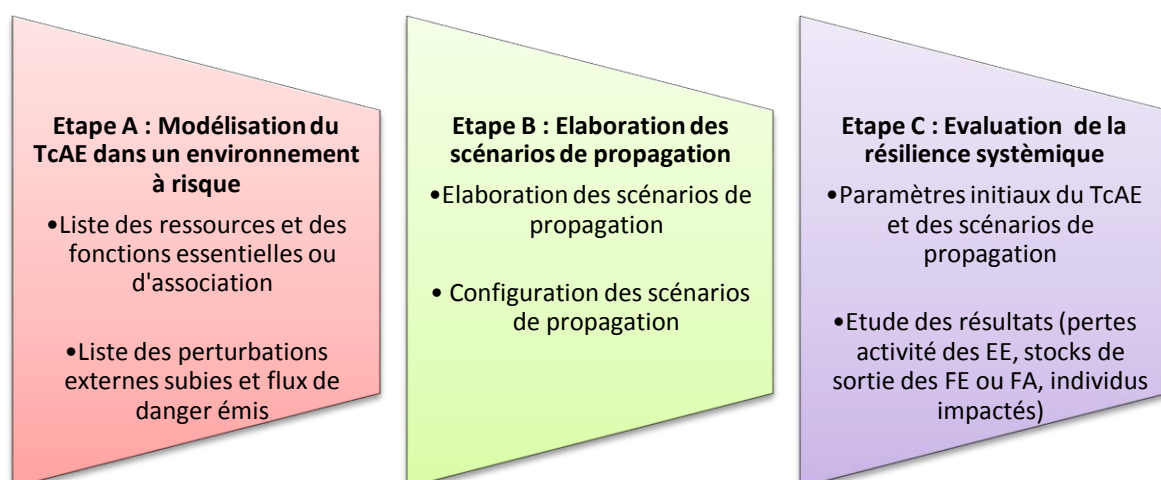 Etape A : Modélisation du
TcAE dans un environnement
à risque
•Liste des ressources et des
fonctions essentielles ou
d'association
•Liste des perturbations
externes subies et flux de
danger émis
Etape B : Elaboration des
scénarios de propagation
•Elaboration des scénarios de
propagation
• Configuration des scénarios
de propagation
Etape C : Evaluation de la
résilience systèmique
•Paramètres initiaux du TcAE
et des scénarios de
propagation
•Etude des résultats (pertes
activité des EE, stocks de
sortie des FE ou FA, individus
impactés)